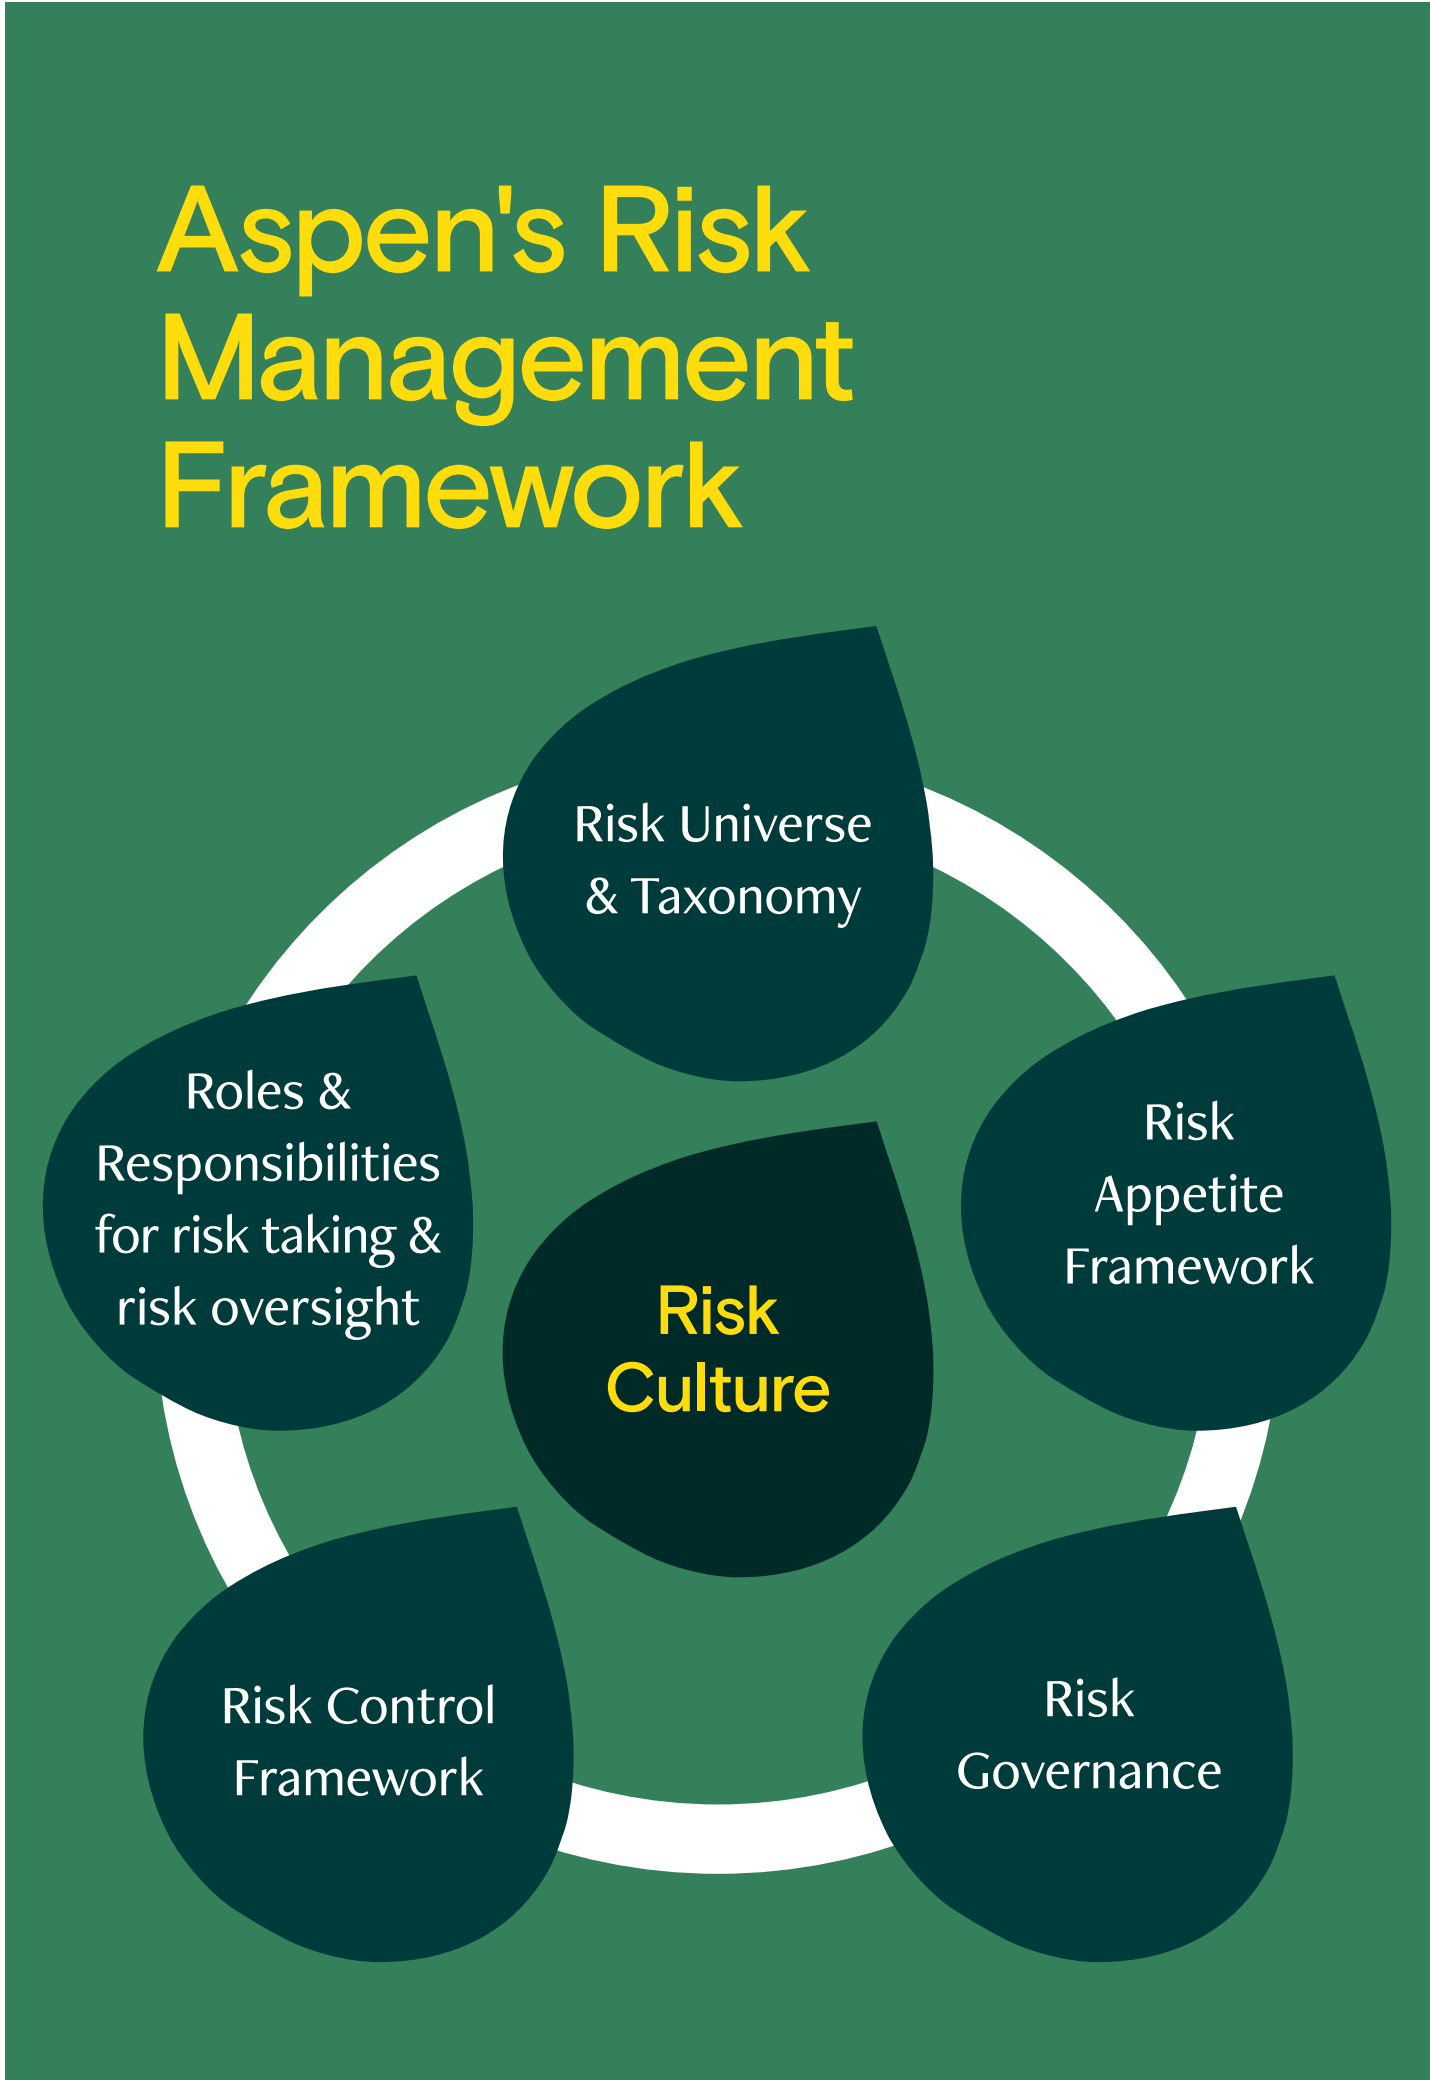 Aspen's Risk
Management
Framework
Risk Universe
& Taxonomy
Roles &
Responsibilities
for risk taking &
risk oversight
Risk
Appetite
Framework
Risk
Culture
Risk Control
Framework
Risk
Governance